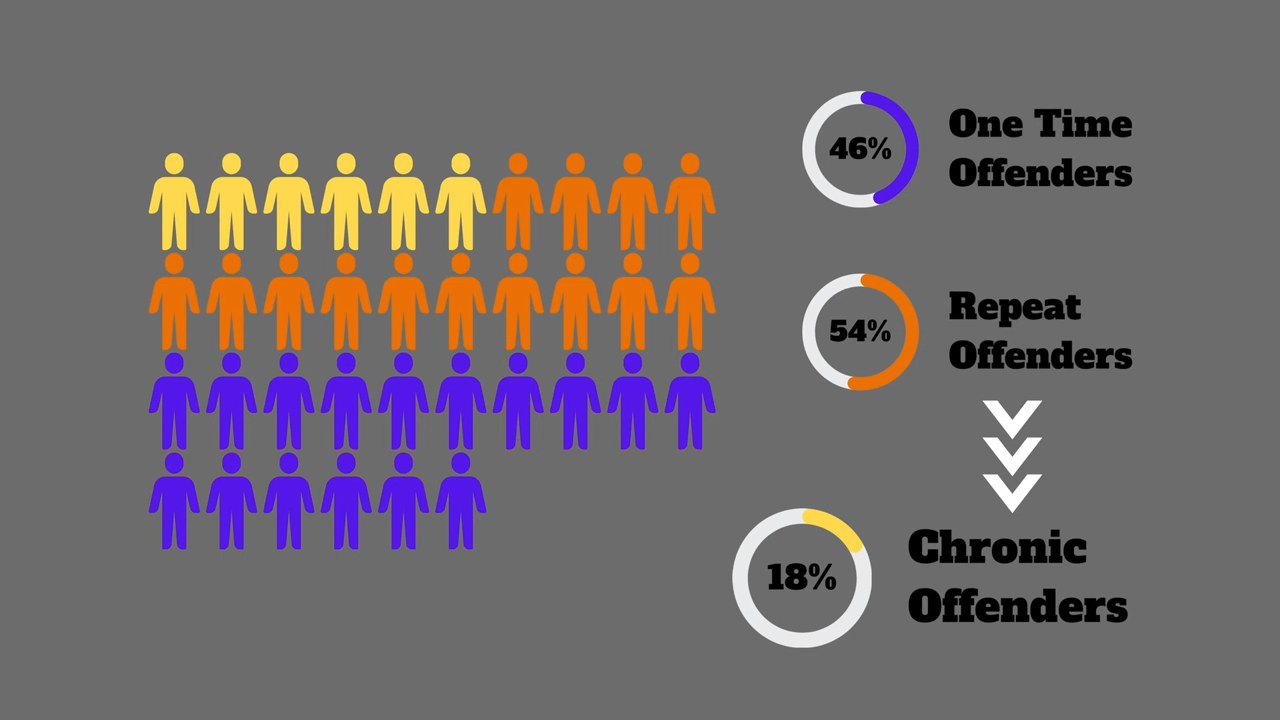 46%
One Time
Offenders
54%
Repeat
Offenders
18%
Chronic
Offenders